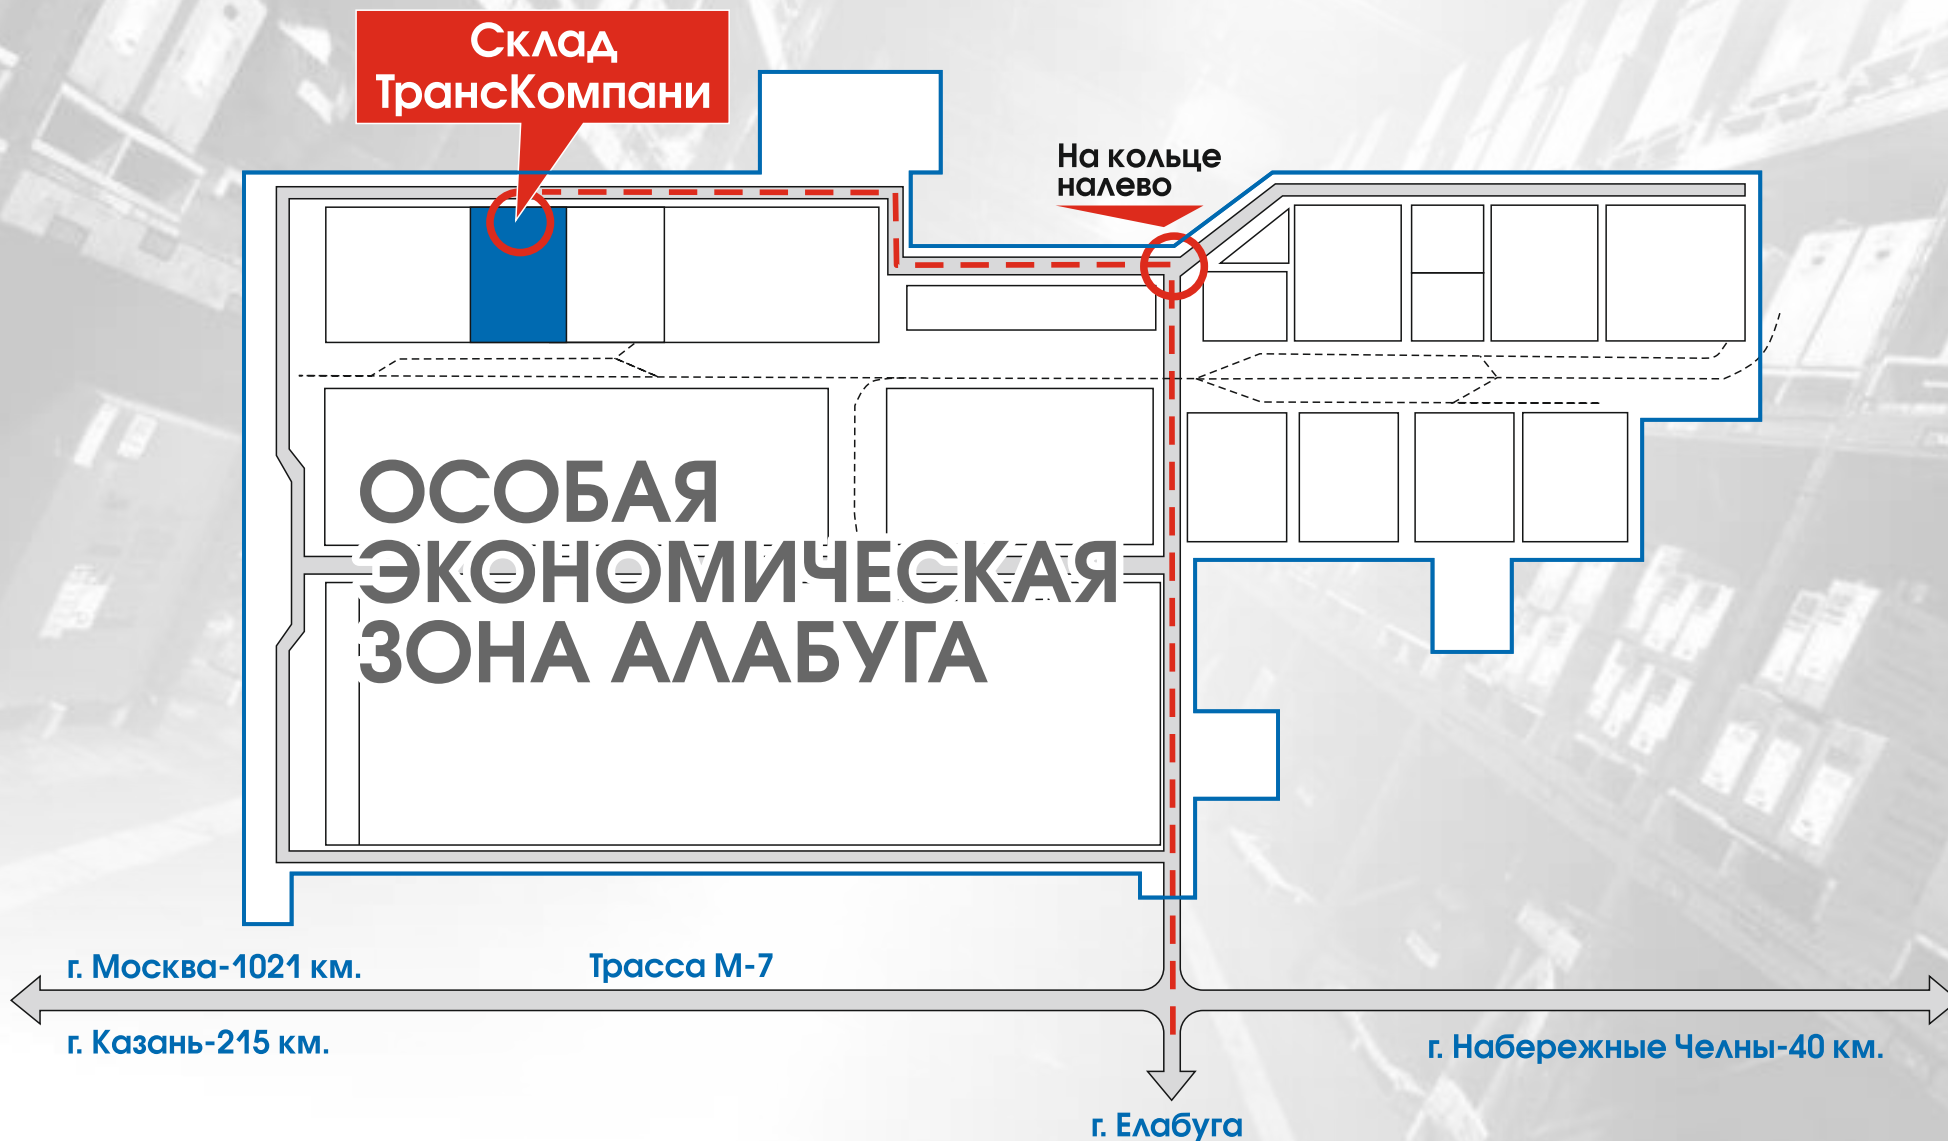 Склад
ТрансКомпани
На кольце
налево
ОСОБАЯ
ЭКОНОМИЧЕСКАЯ
ЗОНА АЛАБУГА
г. Москва-1021 км.
Трасса М-7
г. Казань-215 км.
г. Набережные Челны-40 км.
г. Елабуга